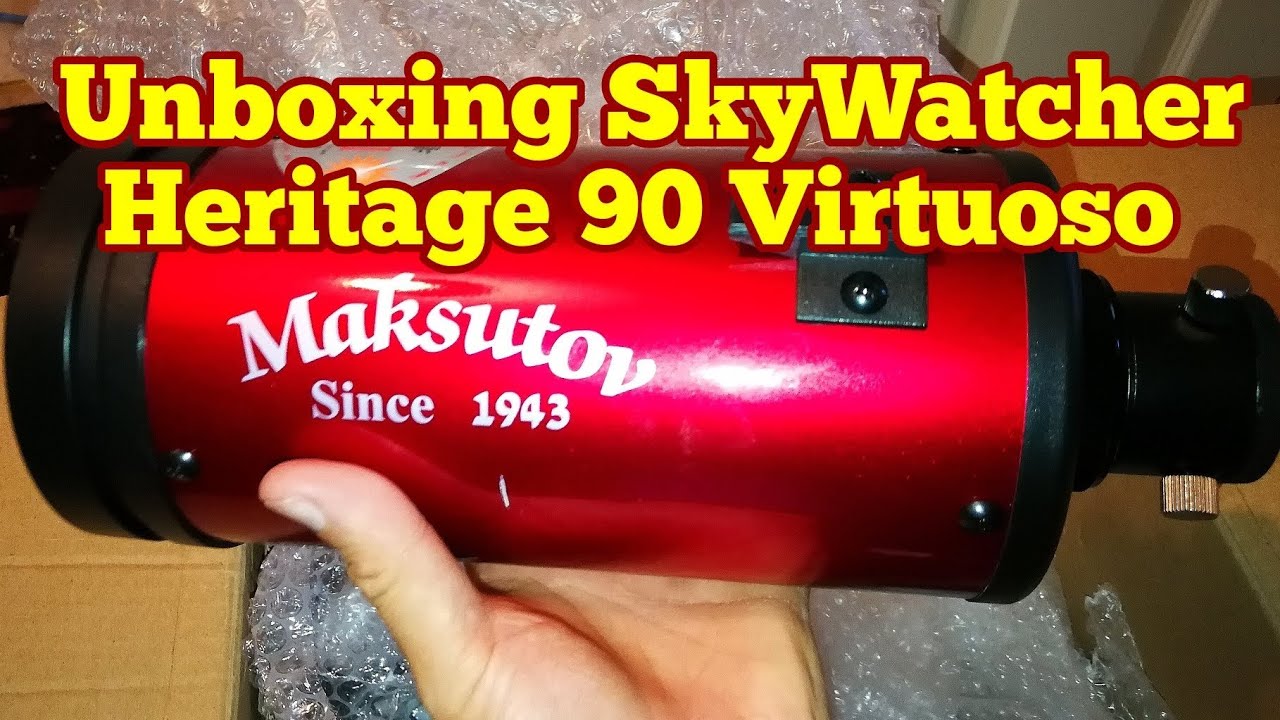 Unboxing SkyWatcher
Heritage 90 Virtuoso
Maksutov
Since 1943